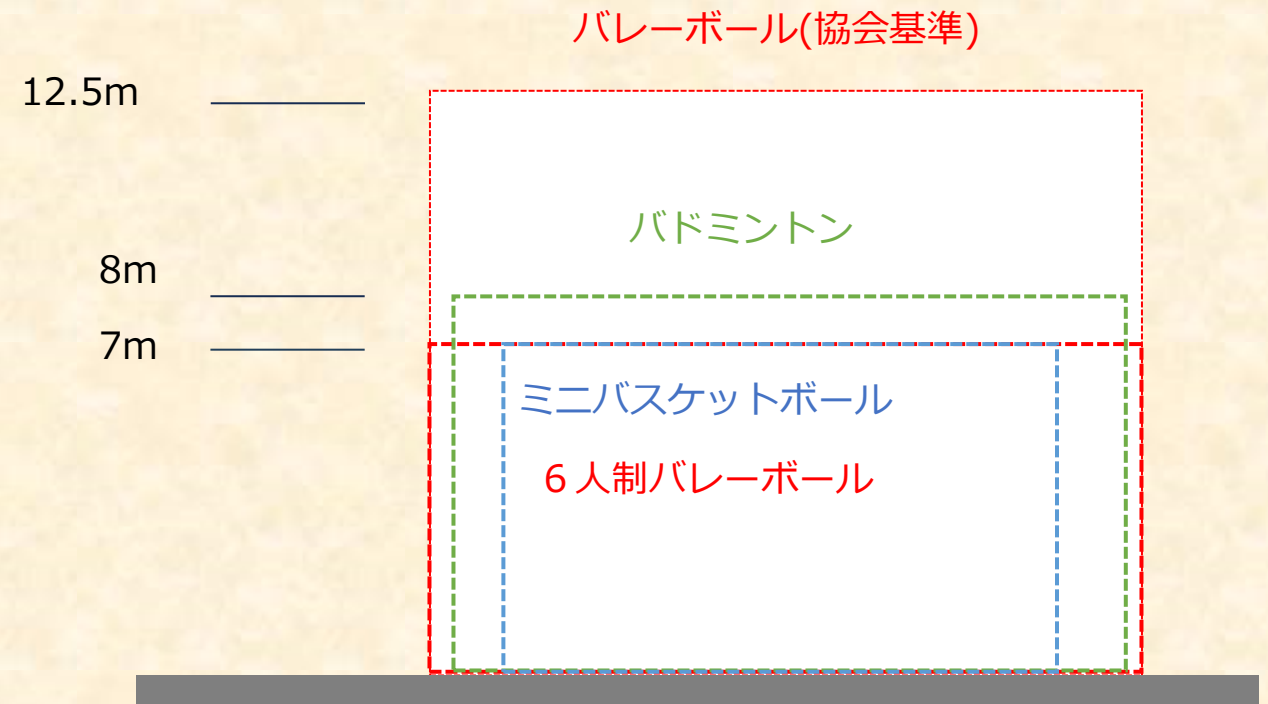 バレーボール(協会基準)
12.5m
バドミントン
8m
7m
ミニバスケットボール
６人制バレーボール